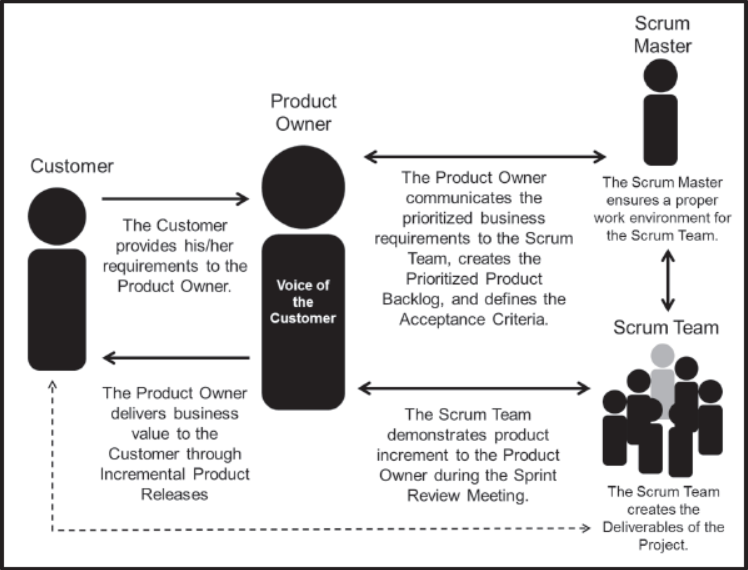 Scrum
Master
Product
Owner
Customer
The Customer
provides his/her
requirements to the
Product Owner.
Voice of
the
Customer
The Product Owner
communicates the
prioritized business
requirements to the Scrum
Team, creates the
Prioritized Product
Backlog, and defines the
Acceptance Criteria.
The Scrum Master
ensures a proper
work environment for
the Scrum Team.
Scrum Team
The Product Owner
delivers business
value to the
Customer through
Incremental Product
Releases
The Scrum Team
demonstrates product
increment to the Product
Owner during the Sprint
Review Meeting.
The Scrum Team
creates the
Deliverables of the
Project.